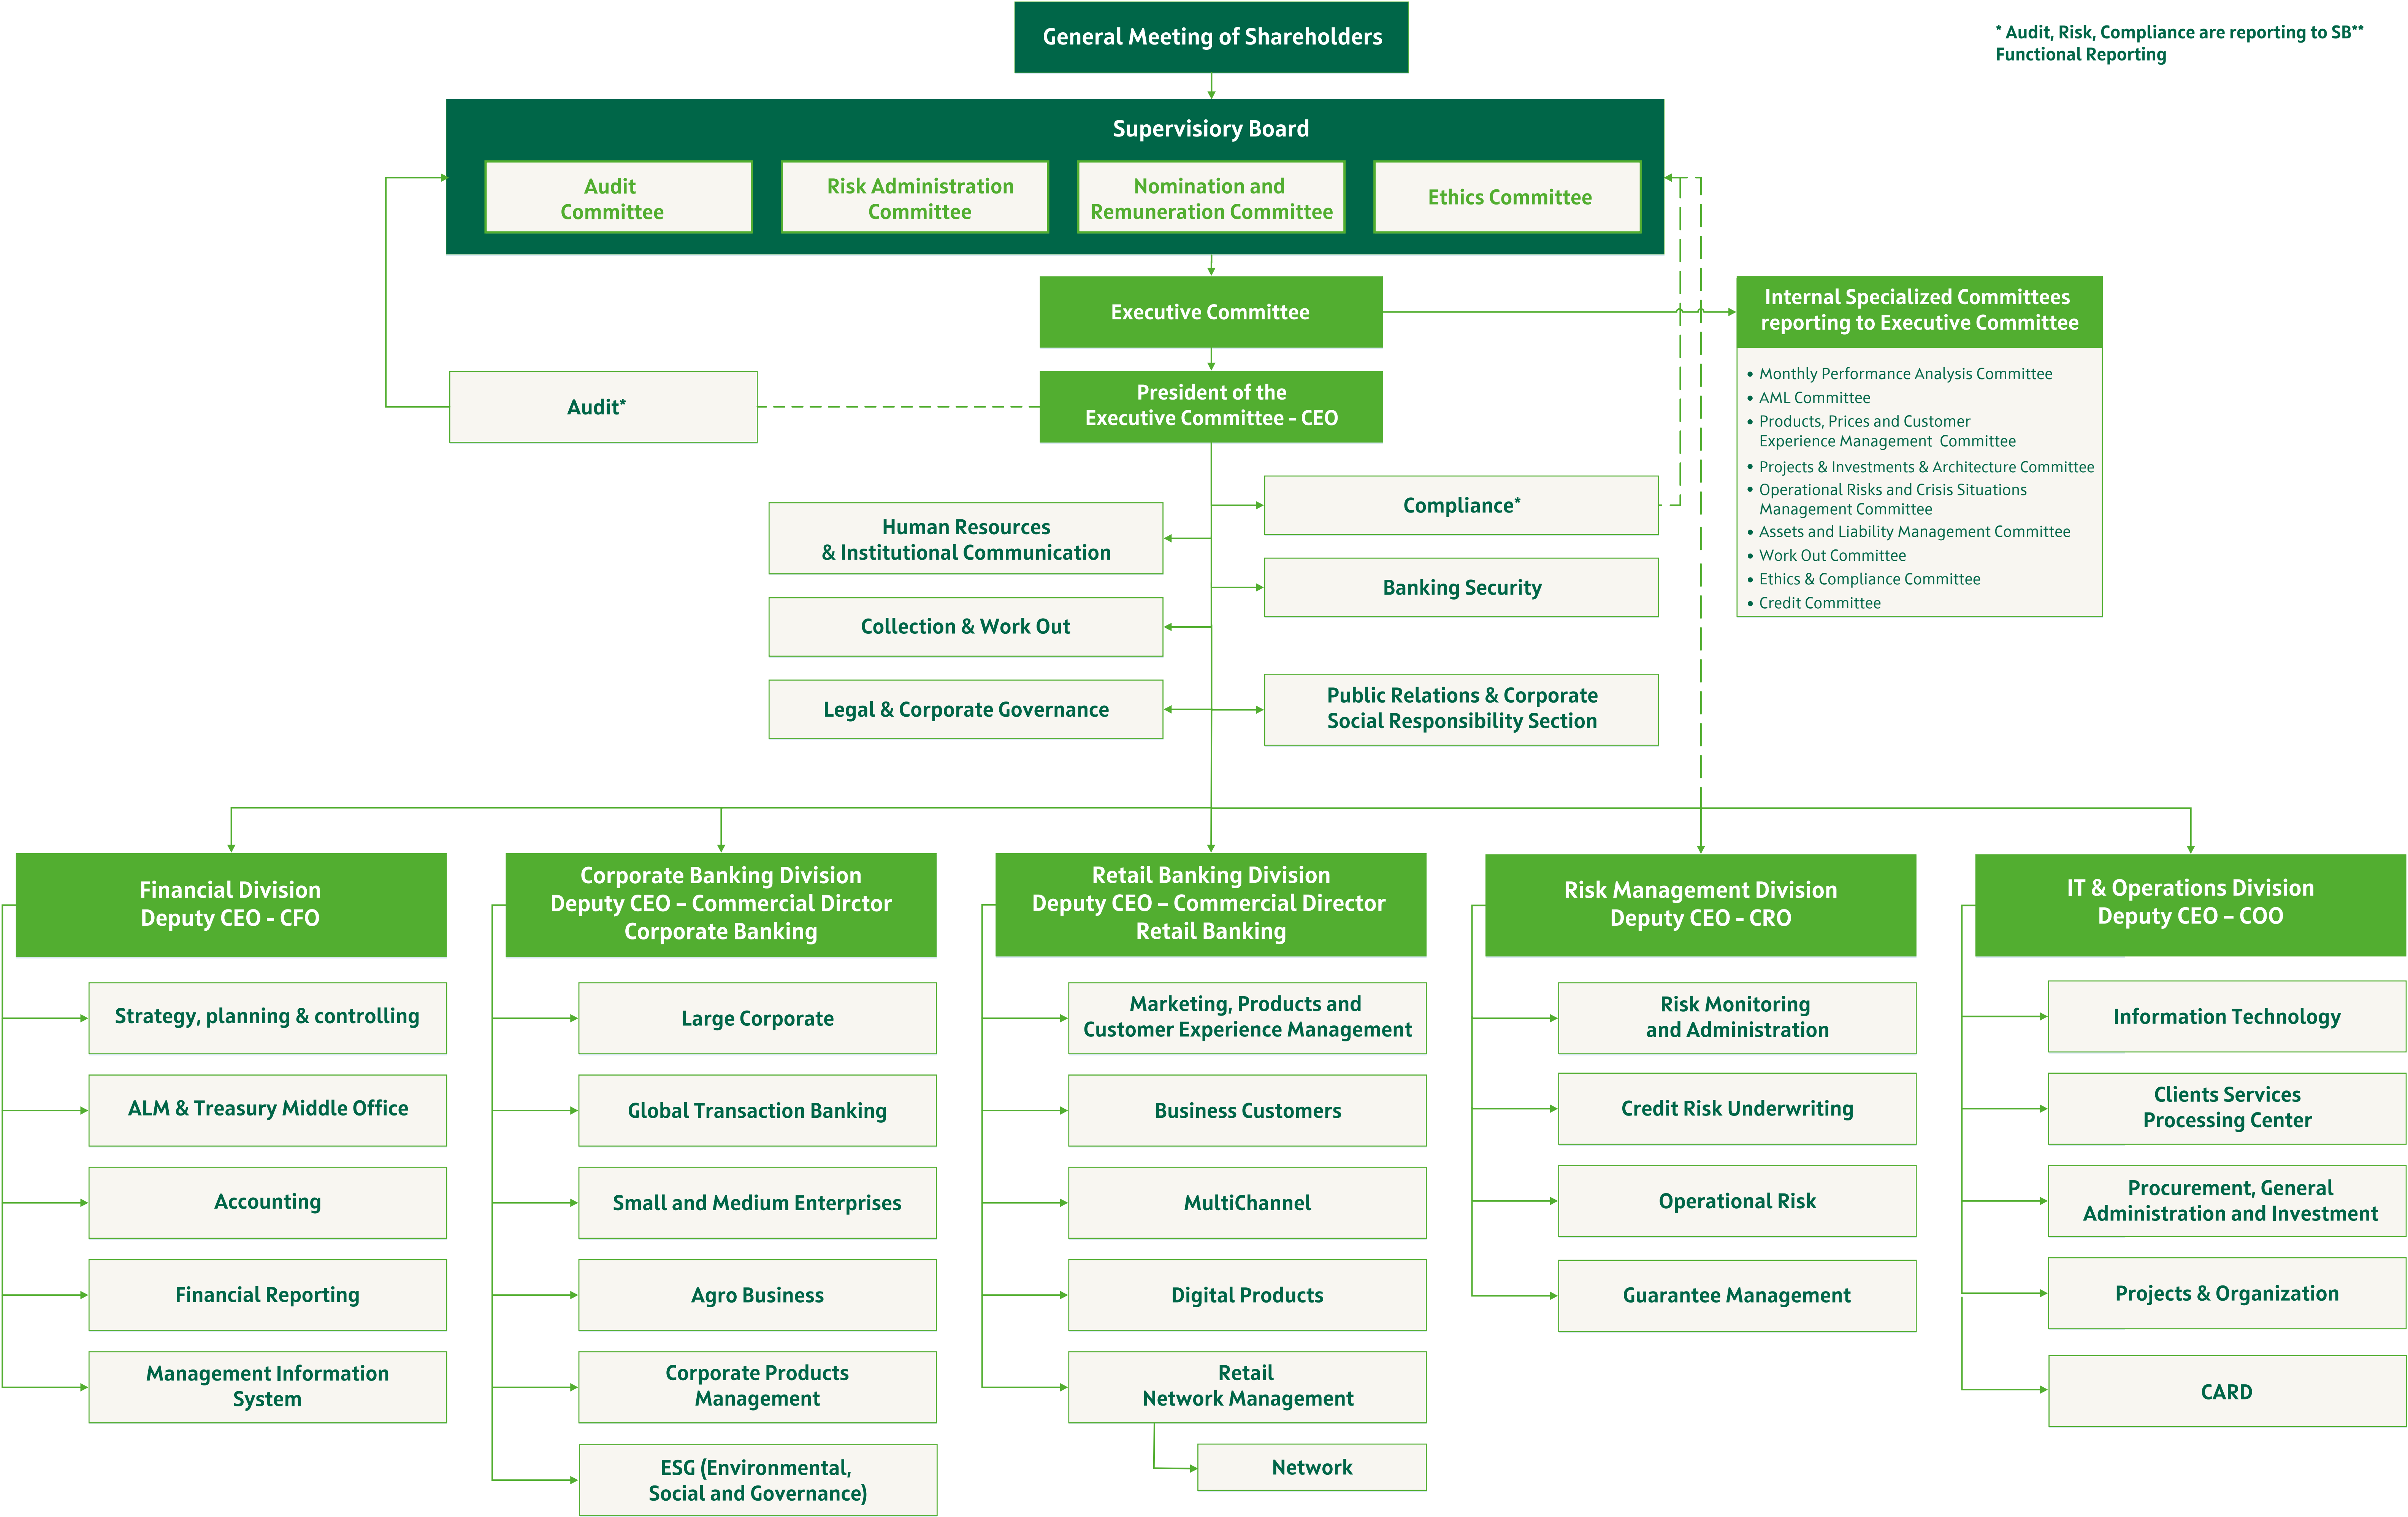 General Meeting of Shareholders
* Audit, Risk, Compliance are reporting to SB**
Functional Reporting
Supervisiory Board
Audit
Committee
Risk Administration
Committee
Nomination and
Remuneration Committee
Ethics Committee
Executive Committee
Internal Specialized Committees
reporting to Executive Committee
• Monthly Performance Analysis Committee
• AML Committee
• Products, Prices and Customer
Experience Management Committee
• Projects & Investments & Architecture Committee
• Operational Risks and Crisis Situations
Management Committee
• Assets and Liability Management Committee
• Work Out Committee
• Ethics & Compliance Committee
• Credit Committee
Audit*
President of the
Executive Committee - CEO
Compliance*
Human Resources
& Institutional Communication
Banking Security
Collection & Work Out
Legal & Corporate Governance
Public Relations & Corporate
Social Responsibility Section
Financial Division
Deputy CEO - CFO
Strategy, planning & controlling
ALM & Treasury Middle Office
Accounting
Financial Reporting
Management Information
System
Corporate Banking Division
Deputy CEO – Commercial Dirctor
Corporate Banking
Large Corporate
Global Transaction Banking
Small and Medium Enterprises
Agro Business
Corporate Products
Management
ESG (Environmental,
Social and Governance)
Retail Banking Division
Deputy CEO – Commercial Director
Retail Banking
Marketing, Products and
Customer Experience Management
Business Customers
MultiChannel
Digital Products
Retail
Network Management
Network
Risk Management Division
Deputy CEO - CRO
Risk Monitoring
and Administration
Credit Risk Underwriting
Operational Risk
Guarantee Management
IT & Operations Division
Deputy CEO – COO
Information Technology
Clients Services
Processing Center
Procurement, General
Administration and Investment
Projects & Organization
CARD